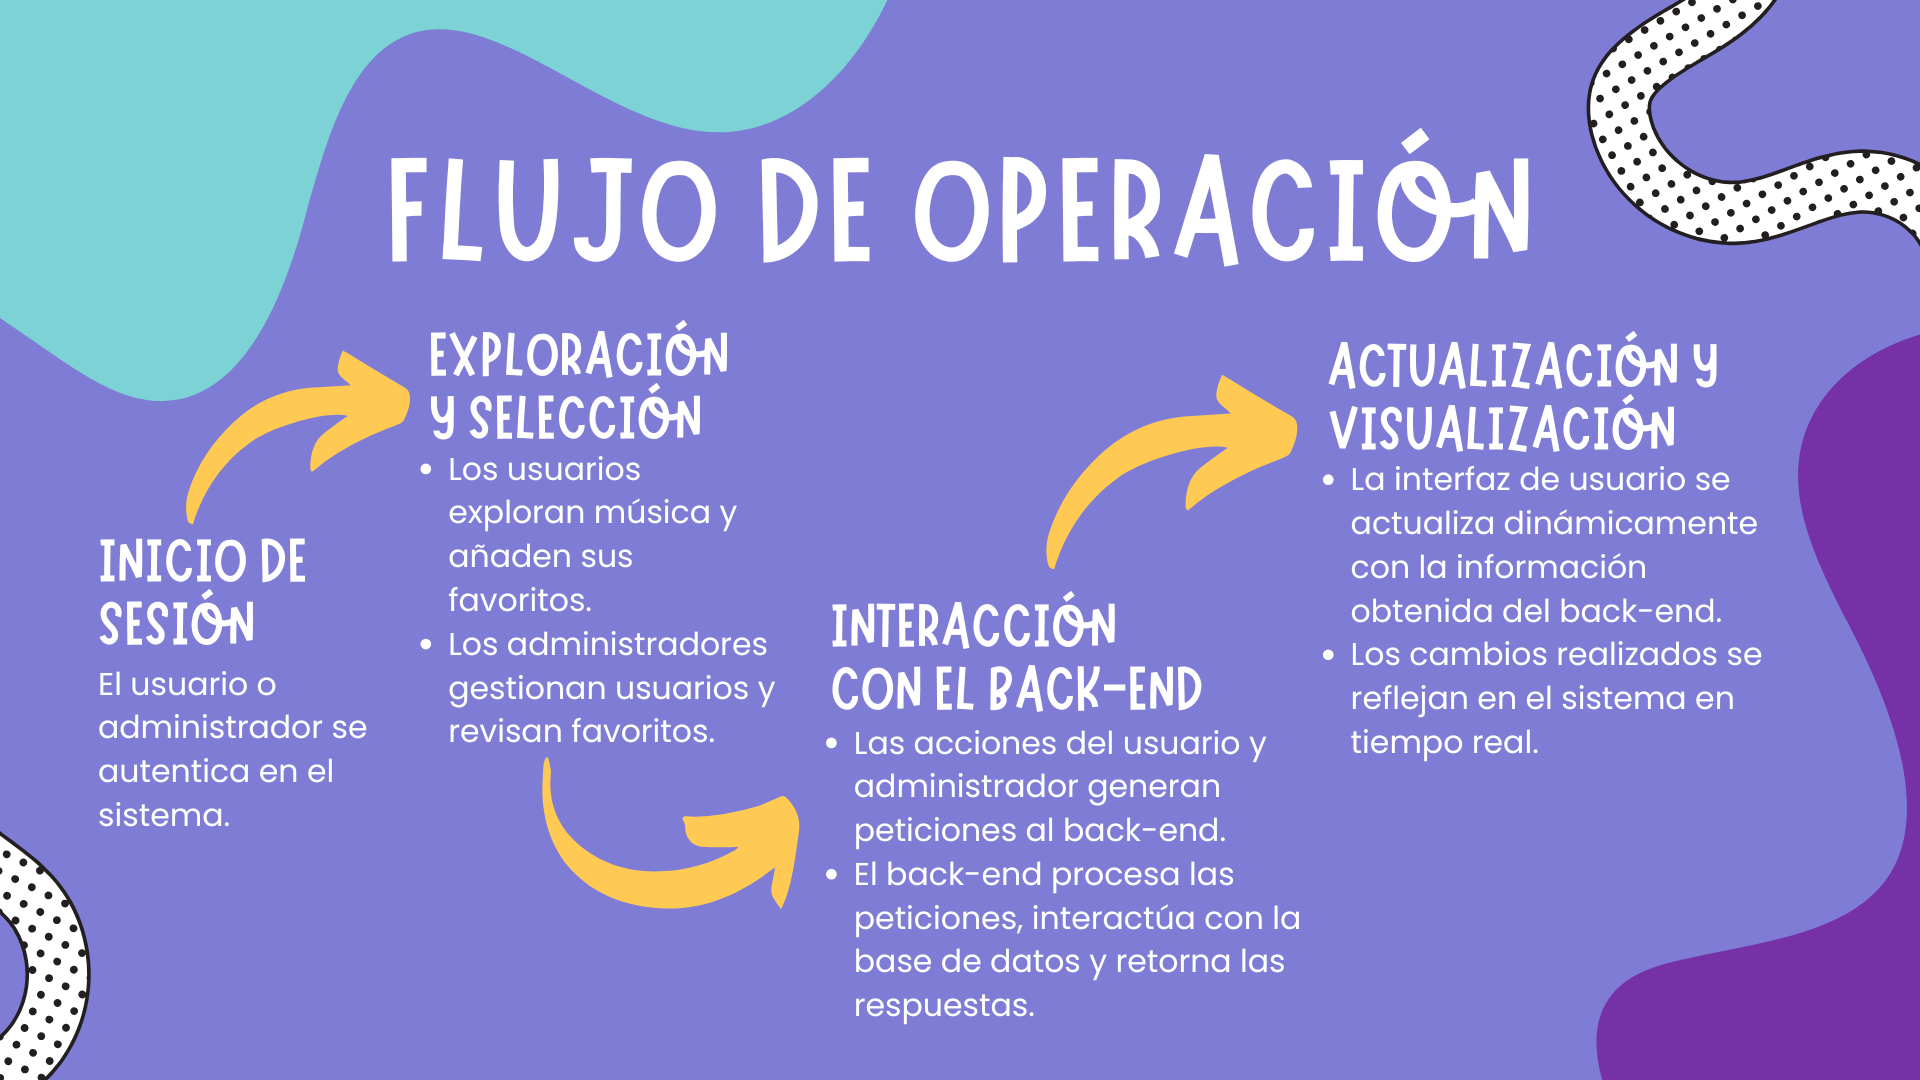 FLUJO DE OPERACIÓN
INICIO DE
SESIÓN
El usuario o
administrador se
autentica en el
sistema.
EXPLORACIÓN
Y SELECCIÓN
• Los usuarios
exploran música y
añaden sus
favoritos.
• Los administradores
gestionan usuarios y
revisan favoritos.
INTERACCIÓN
CON EL BACK-END
• Las acciones del usuario y
administrador generan
peticiones al back-end.
• El back-end procesa las
peticiones, interactúa con la
base de datos y retorna las
respuestas.
ACTUALIZACIÓN Y
VISUALIZACIÓN
• La interfaz de usuario se
actualiza dinámicamente
con la información
obtenida del back-end.
• Los cambios realizados se
reflejan en el sistema en
tiempo real.